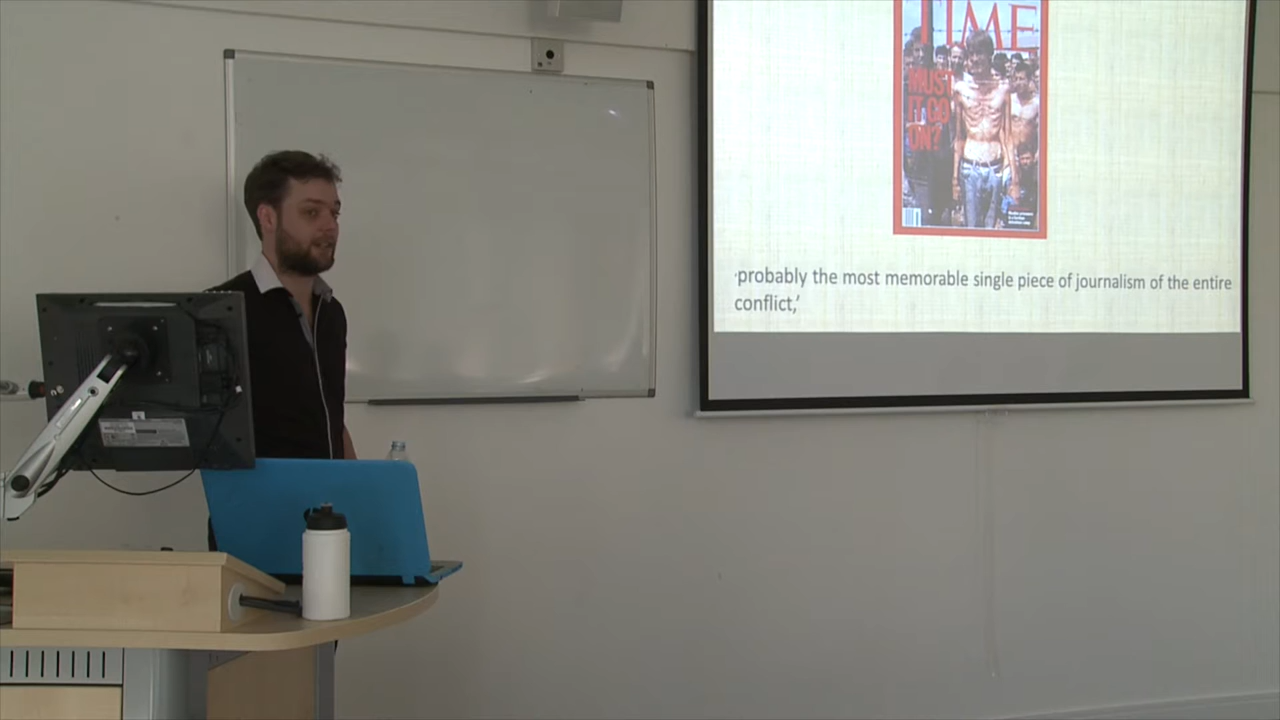 TIME
MUST
IT GO
ON?
'probably the most memorable single piece of journalism of the entire
conflict,'